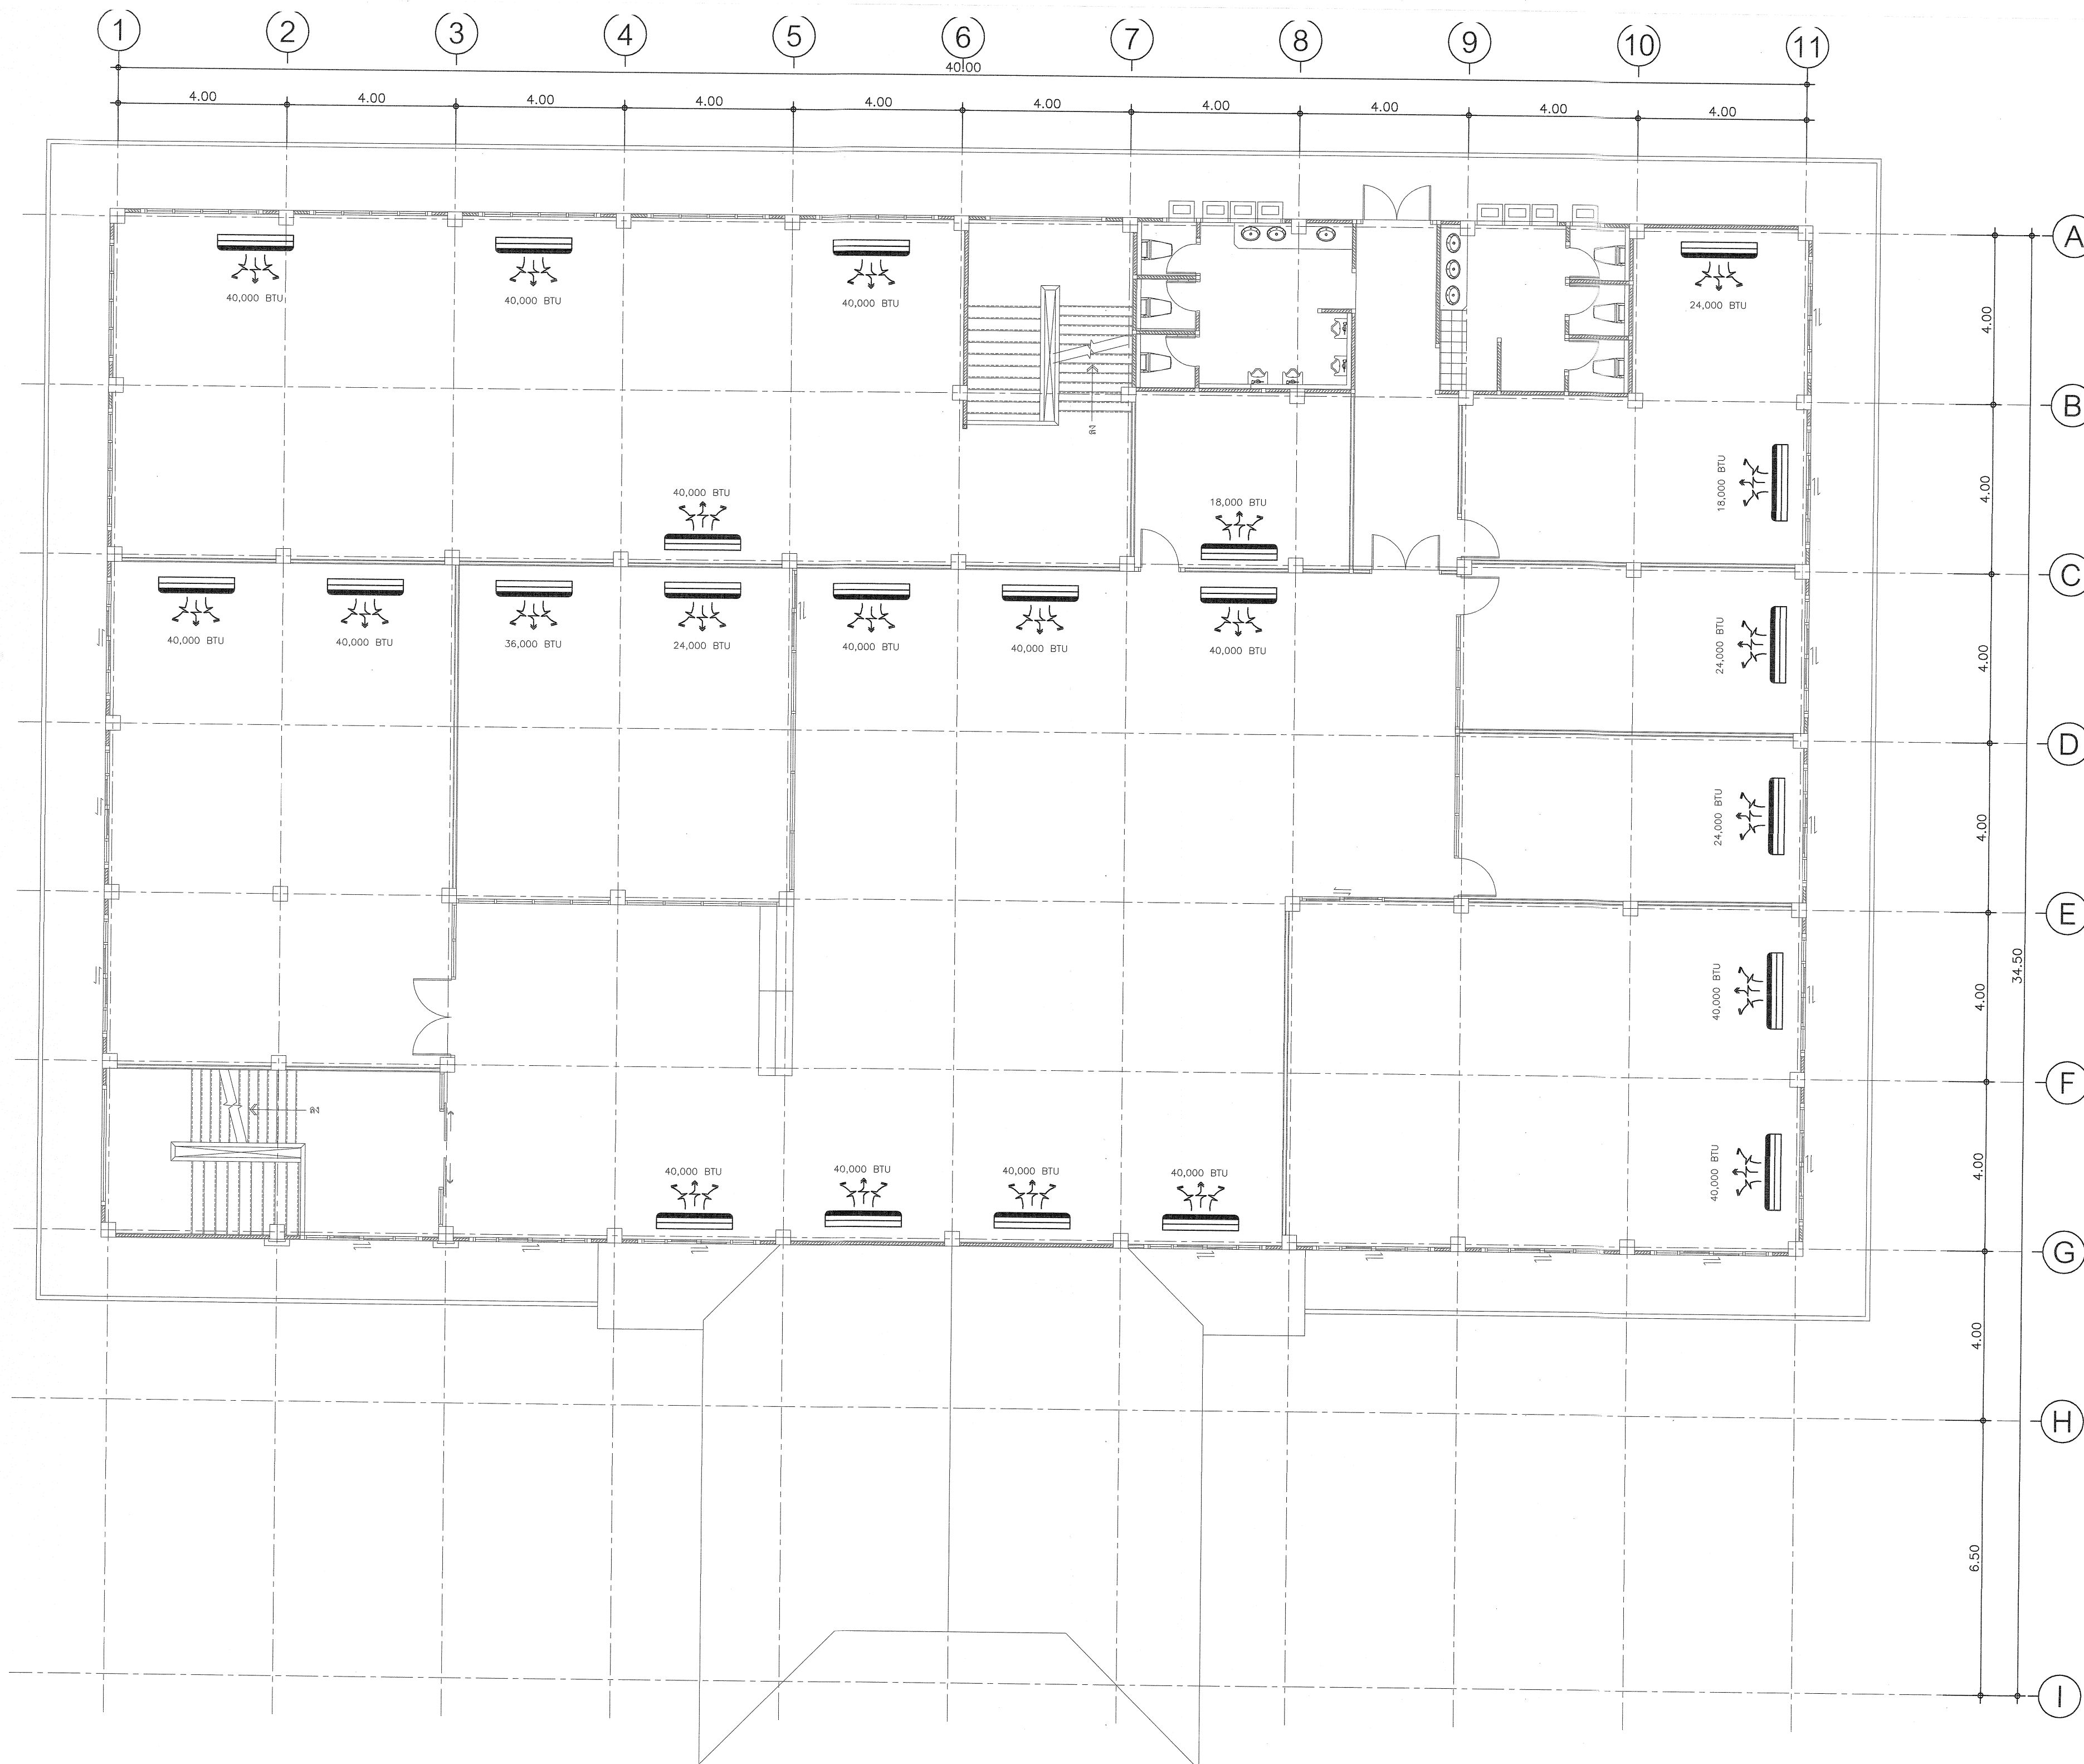 1 2 3 4 5 6 7 8 9 10 11
40.00
4.00 4.00 4.00 4.00 4.00 4.00 4.00 4.00 4.00 4.00
A
40,000 BTU 40,000 BTU 40,000 BTU 24,000 BTU
4.00
B
ลง
40,000 BTU 18,000 BTU 18,000 BTU
4.00
C
40,000 BTU 40,000 BTU 36,000 BTU 24,000 BTU 40,000 BTU 40,000 BTU 40,000 BTU 24,000 BTU
4.00
D
24,000 BTU
4.00
E
40,000 BTU
4.00
34.50
F
ลง
40,000 BTU 40,000 BTU 40,000 BTU 40,000 BTU 40,000 BTU
4.00
G
4.00
H
6.50
I